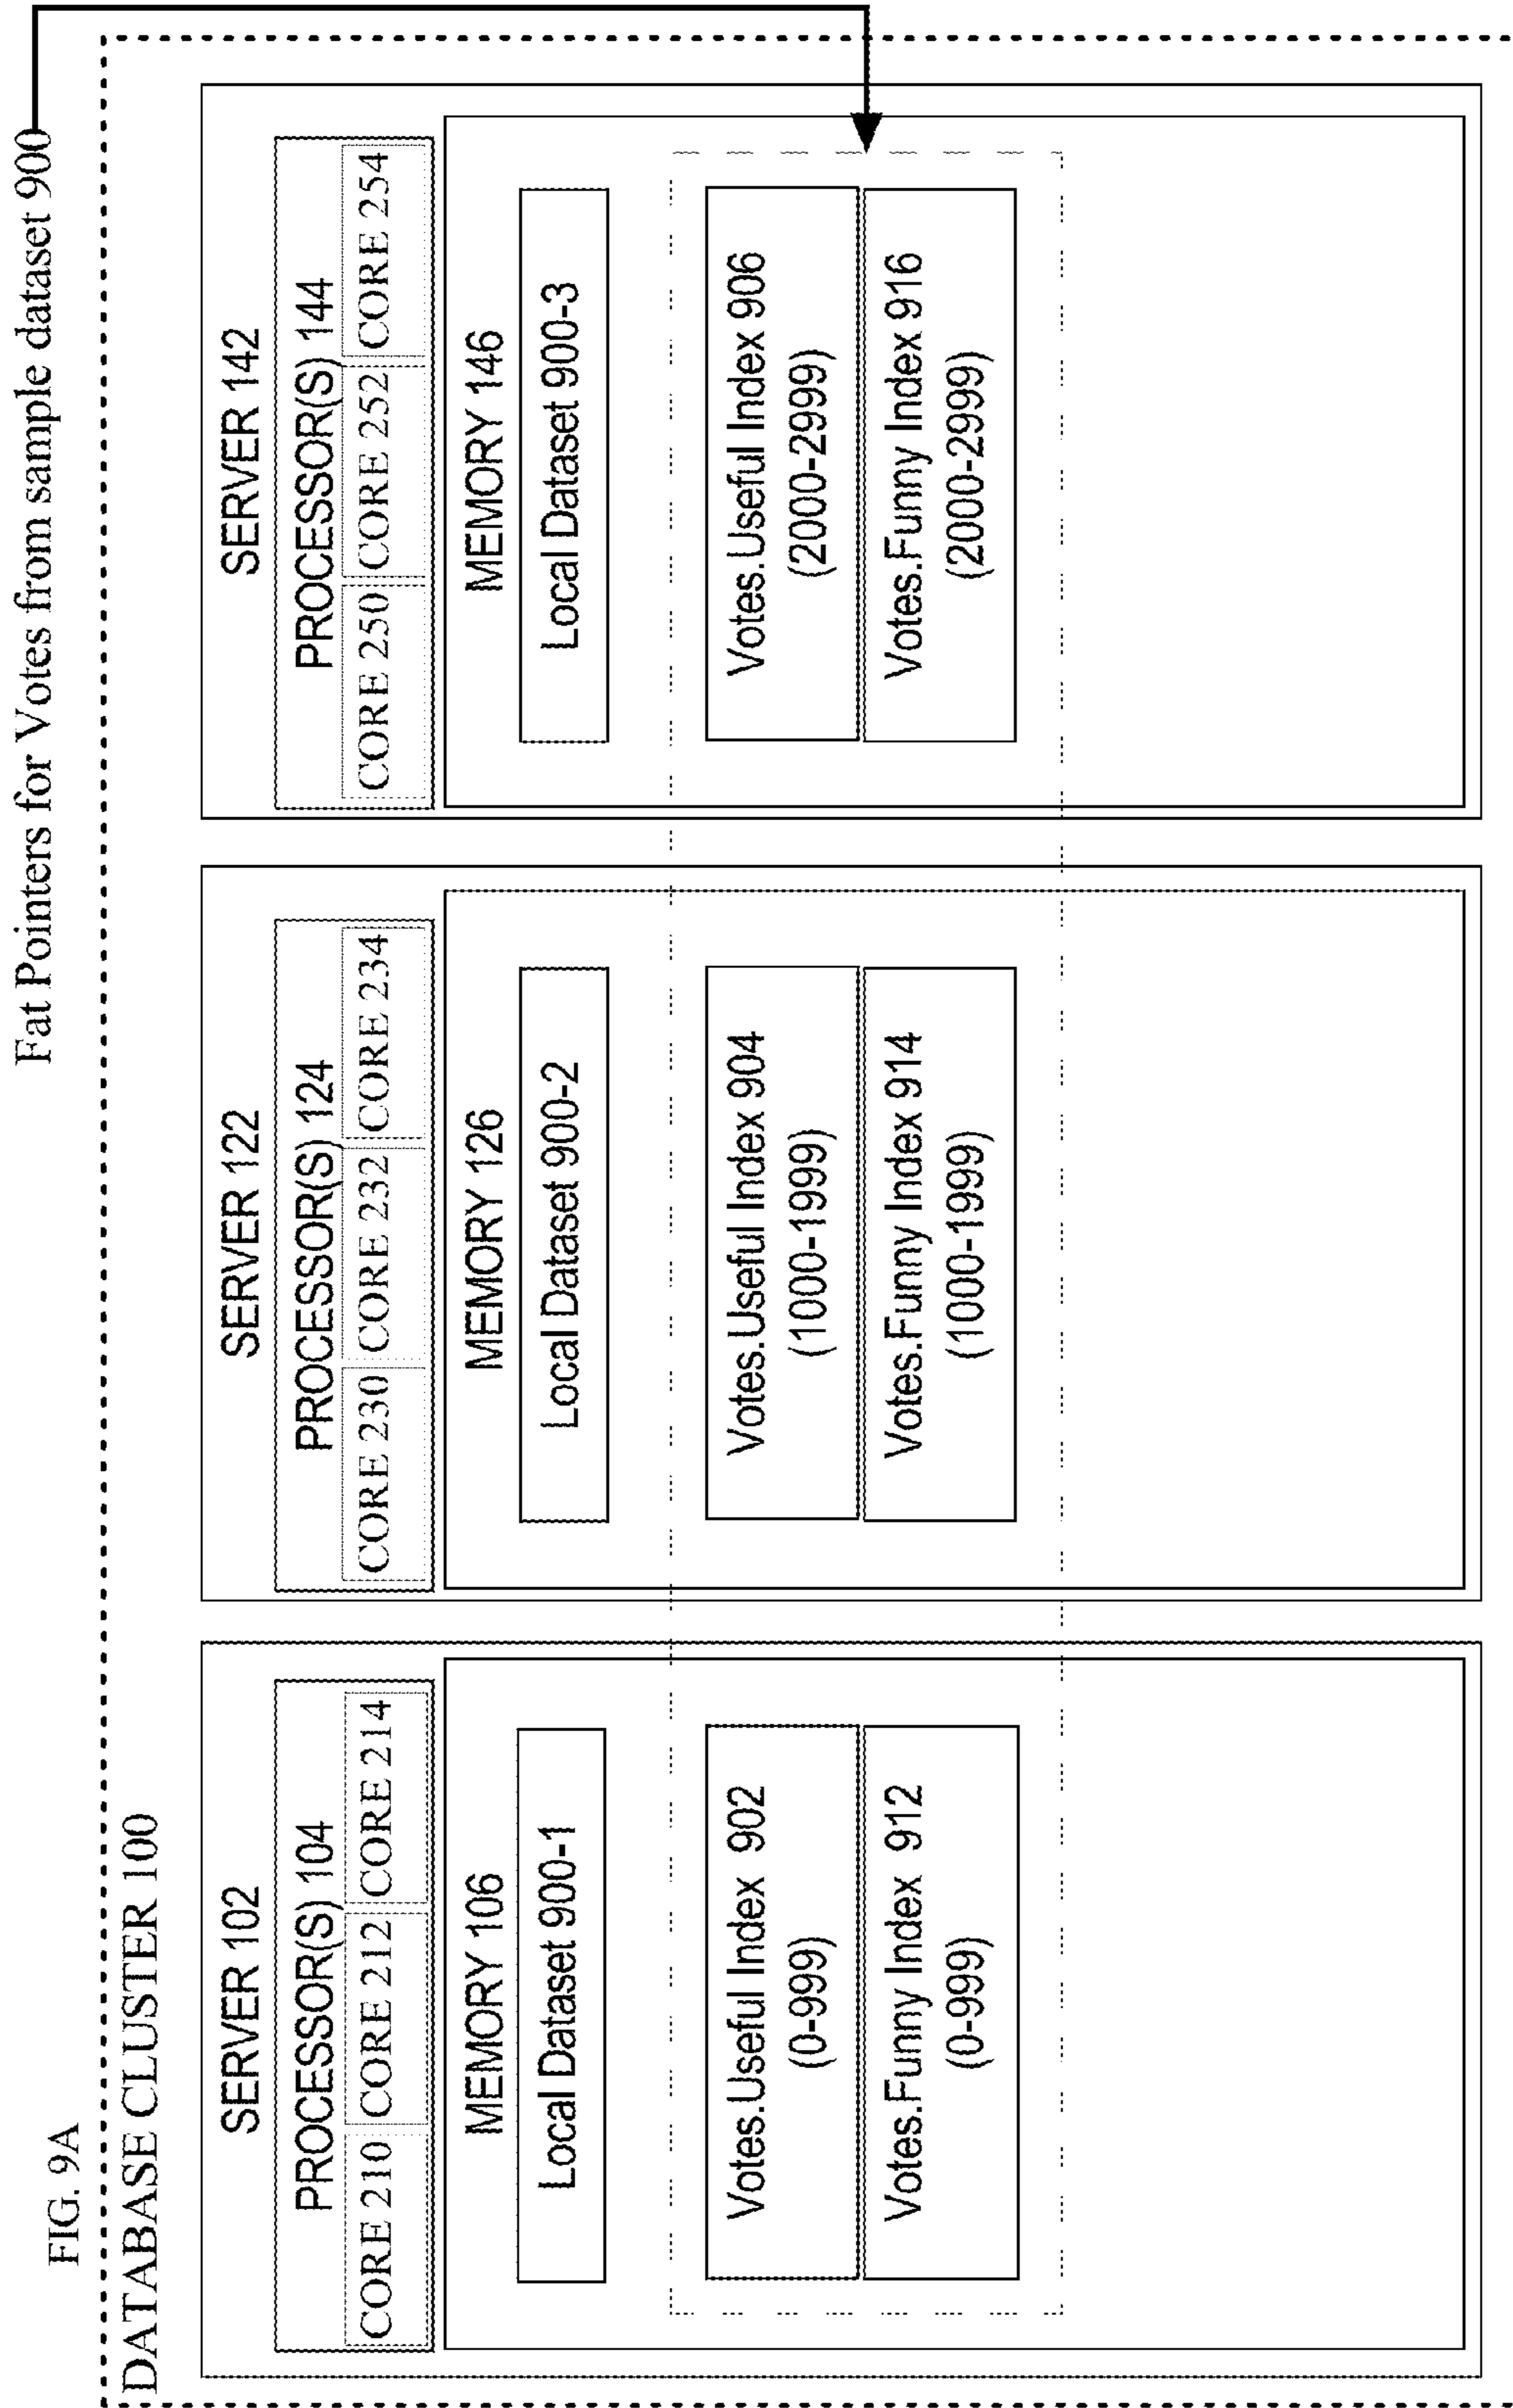 FIG. 9A
Fat Pointers for Votes from sample dataset 900
DATABASE CLUSTER 100
SERVER 102
PROCESSOR(S) 104
CORE 210
CORE 212
CORE 214
MEMORY 106
Local Dataset 900-1
Votes.Useful Index 902
(0-999)
Votes.Funny Index 912
(0-999)
SERVER 122
PROCESSOR(S) 124
CORE 230
CORE 232
CORE 234
MEMORY 126
Local Dataset 900-2
Votes.Useful Index 904
(1000-1999)
Votes.Funny Index 914
(1000-1999)
SERVER 142
PROCESSOR(S) 144
CORE 250
CORE 252
CORE 254
MEMORY 146
Local Dataset 900-3
Votes.Useful Index 906
(2000-2999)
Votes.Funny Index 916
(2000-2999)